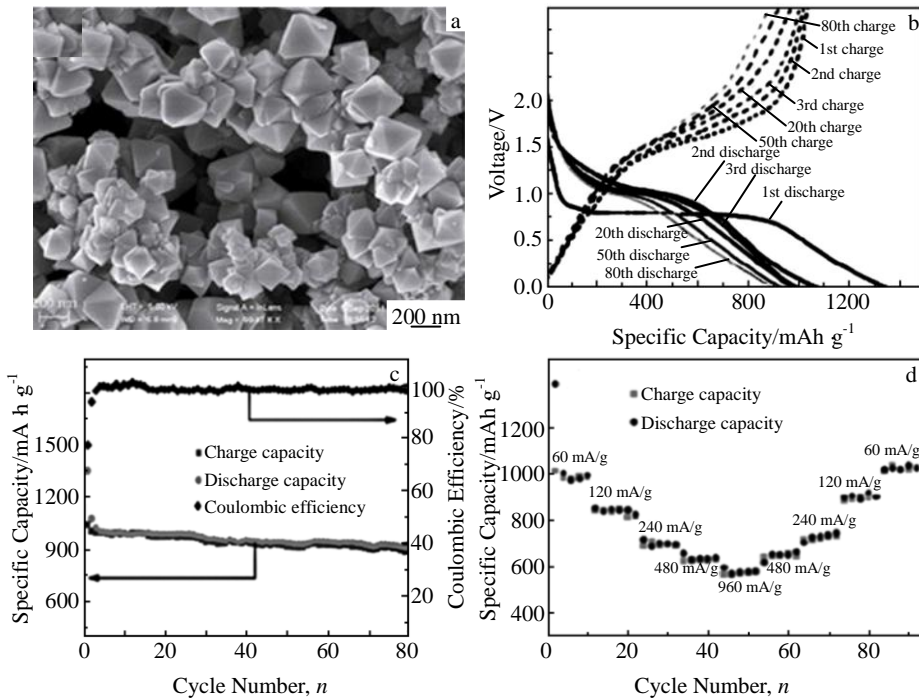 a
200 nm
b
Voltage/V
2.0
1.5
1.0
0.5
0.0
0
400
800
1200
Specific Capacity/mAh g-1
80th charge
1st charge
2nd charge
3rd charge
20th charge
50th charge
2nd discharge
3rd discharge
1st discharge
20th discharge
50th discharge
80th discharge
c
Specific Capacity/mA h g-1
1500
1200
900
600
Coulombic Efficiency/%
100
80
60
40
20
Charge capacity
Discharge capacity
Coulombic efficiency
0
20
40
60
80
Cycle Number, n
d
Specific Capacity/mAh g-1
1200
1000
800
600
400
Charge capacity
Discharge capacity
60 mA/g
120 mA/g
240 mA/g
480 mA/g
960 mA/g
480 mA/g
240 mA/g
120 mA/g
60 mA/g
0
20
40
60
80
Cycle Number, n